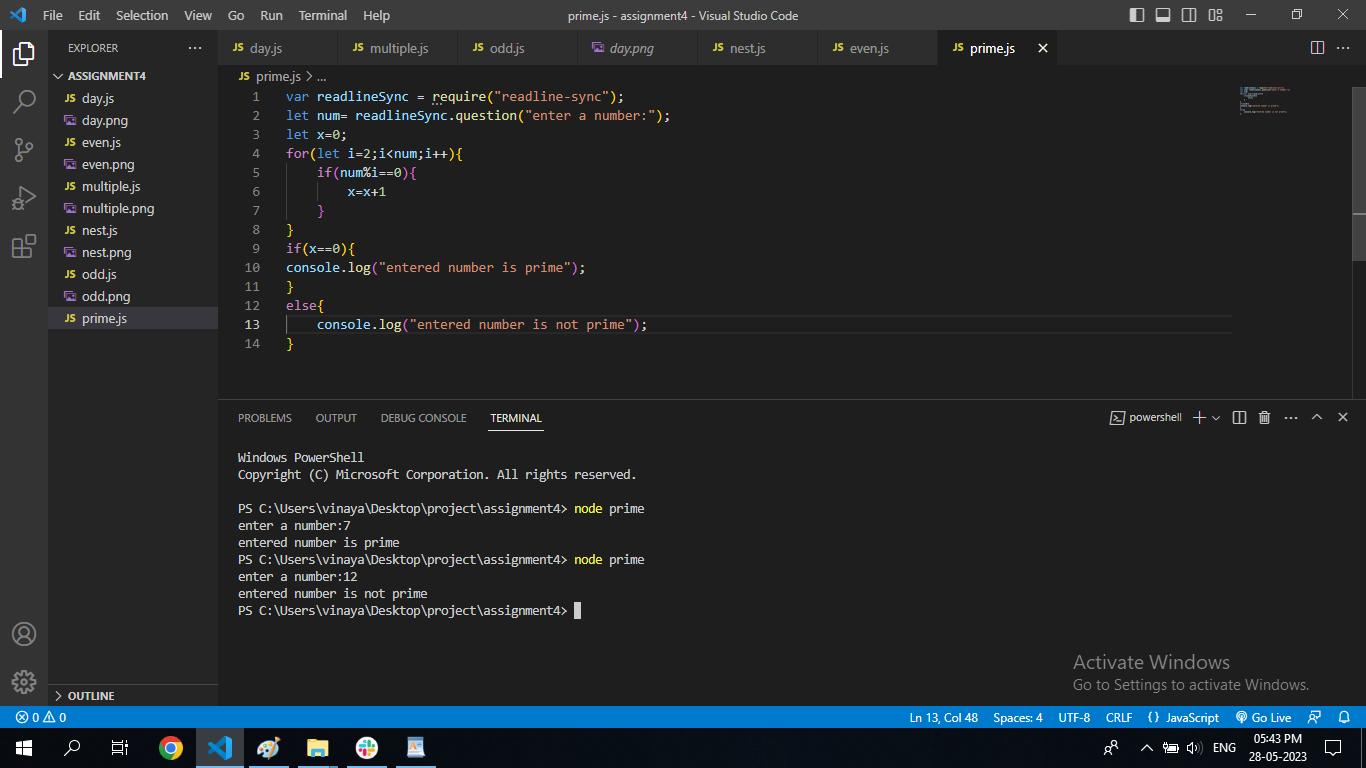 File Edit Selection View Go Run Terminal Help
prime.js - assignment4 - Visual Studio Code
EXPLORER
ASSIGNMENT4
JS day.js
day.png
JS even.js
even.png
JS multiple.js
multiple.png
JS nest.js
nest.png
JS odd.js
odd.png
JS prime.js
OUTLINE
JS day.js JS multiple.js JS odd.js day.png JS nest.js JS even.js JS prime.js
JS prime.js > ...
1 var readlineSync = require("readline-sync");
2 let num= readlineSync.question("enter a number:");
3 let x=0;
4 for(let i=2;i<num;i++){
5 if(num%i==0){
6 x=x+1
7 }
8 }
9 if(x==0){
10 console.log("entered number is prime");
11 }
12 else{
13 console.log("entered number is not prime");
14 }
PROBLEMS OUTPUT DEBUG CONSOLE TERMINAL
powershell
Windows PowerShell
Copyright (C) Microsoft Corporation. All rights reserved.
PS C:\Users\vinaya\Desktop\project\assignment4> node prime
enter a number:7
entered number is prime
PS C:\Users\vinaya\Desktop\project\assignment4> node prime
enter a number:12
entered number is not prime
PS C:\Users\vinaya\Desktop\project\assignment4>
Activate Windows
Go to Settings to activate Windows.
0 0
Ln 13, Col 48 Spaces: 4 UTF-8 CRLF {} JavaScript Go Live
ENG
05:43 PM
28-05-2023